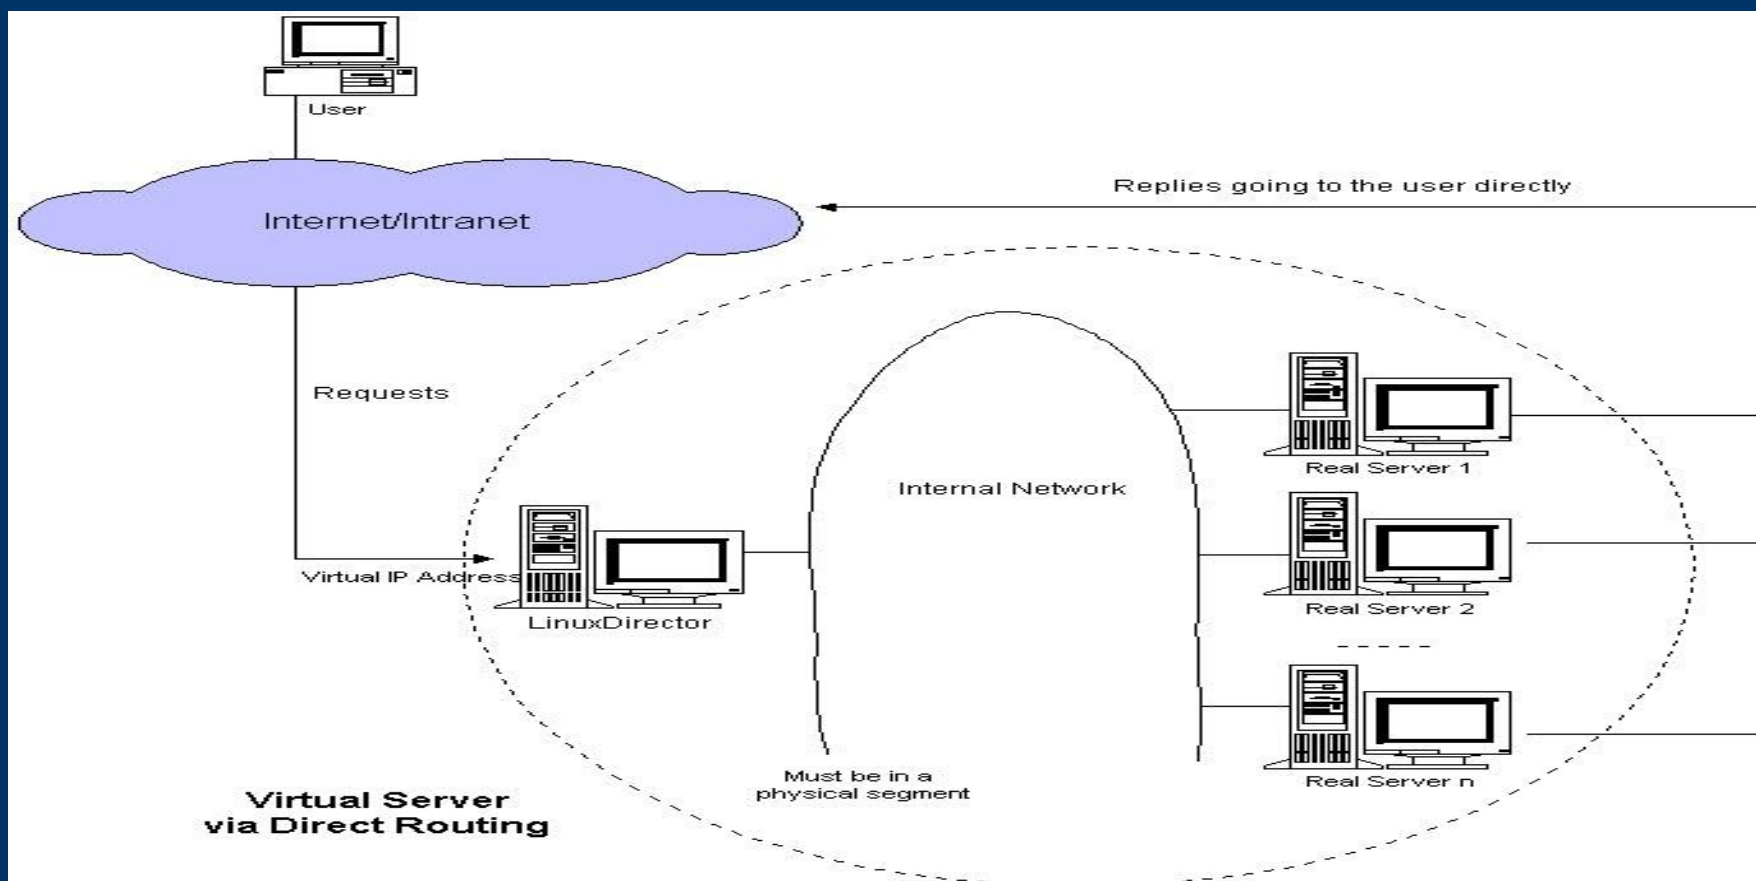 User
Internet/Intranet
Replies going to the user directly
Requests
Internal Network
Real Server 1
Virtual IP Address
LinuxDirector
Real Server 2
Real Server n
Must be in a
physical segment
Virtual Server
via Direct Routing